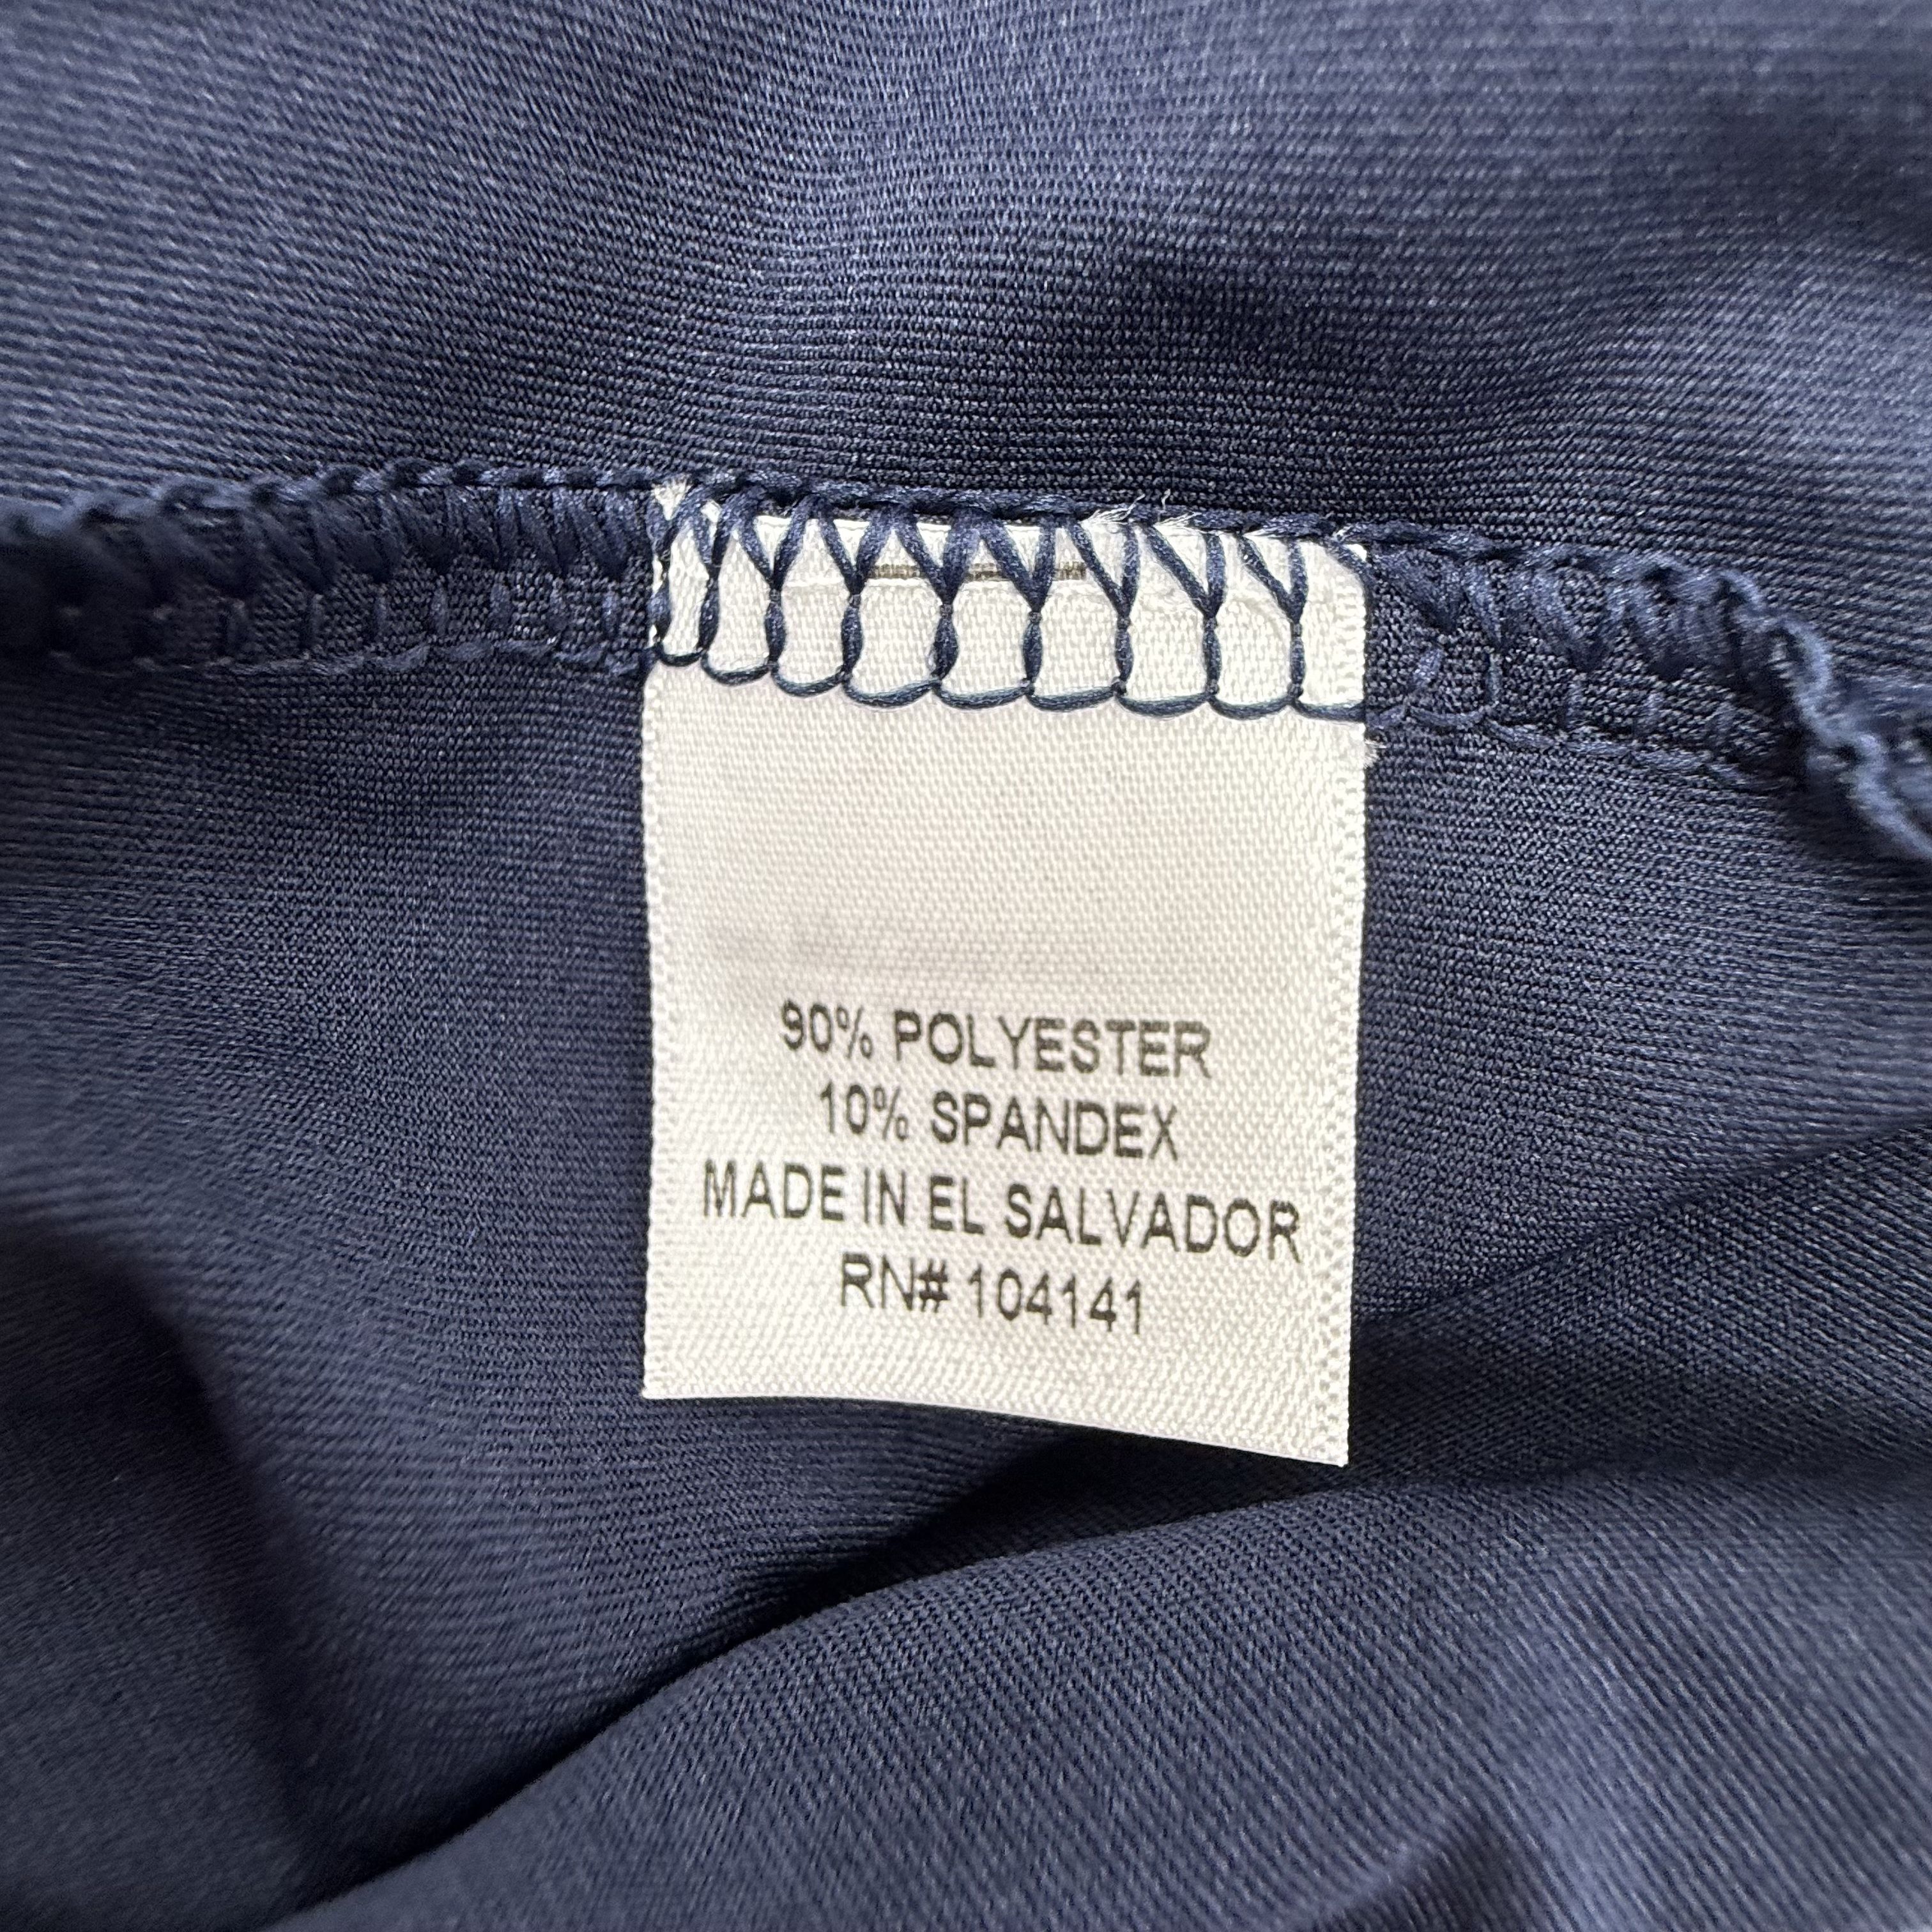 90% POLYESTER
10% SPANDEX
MADE IN EL SALVADOR
RN# 104141